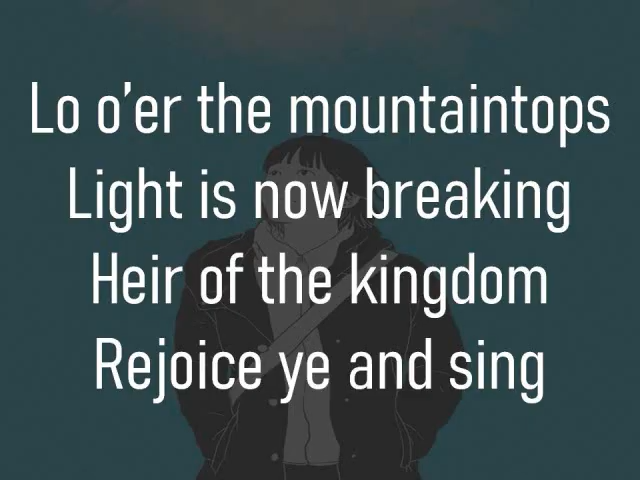 Lo o’er the mountaintops
Light is now breaking
Heir of the kingdom
Rejoice ye and sing